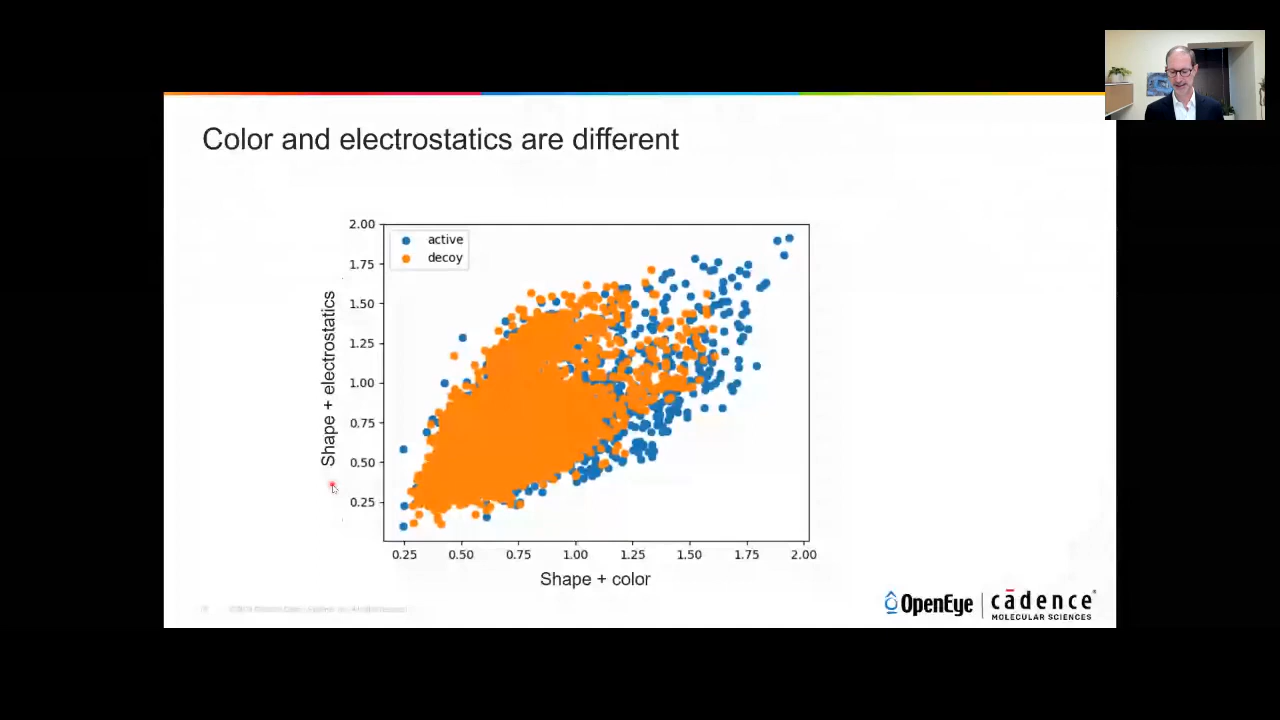 Color and electrostatics are different
active
decoy
2.00
1.75
1.50
1.25
1.00
0.75
0.50
0.25
Shape + electrostatics
0.25 0.50 0.75 1.00 1.25 1.50 1.75 2.00
Shape + color
OpenEye | cādence
MOLECULAR SCIENCES